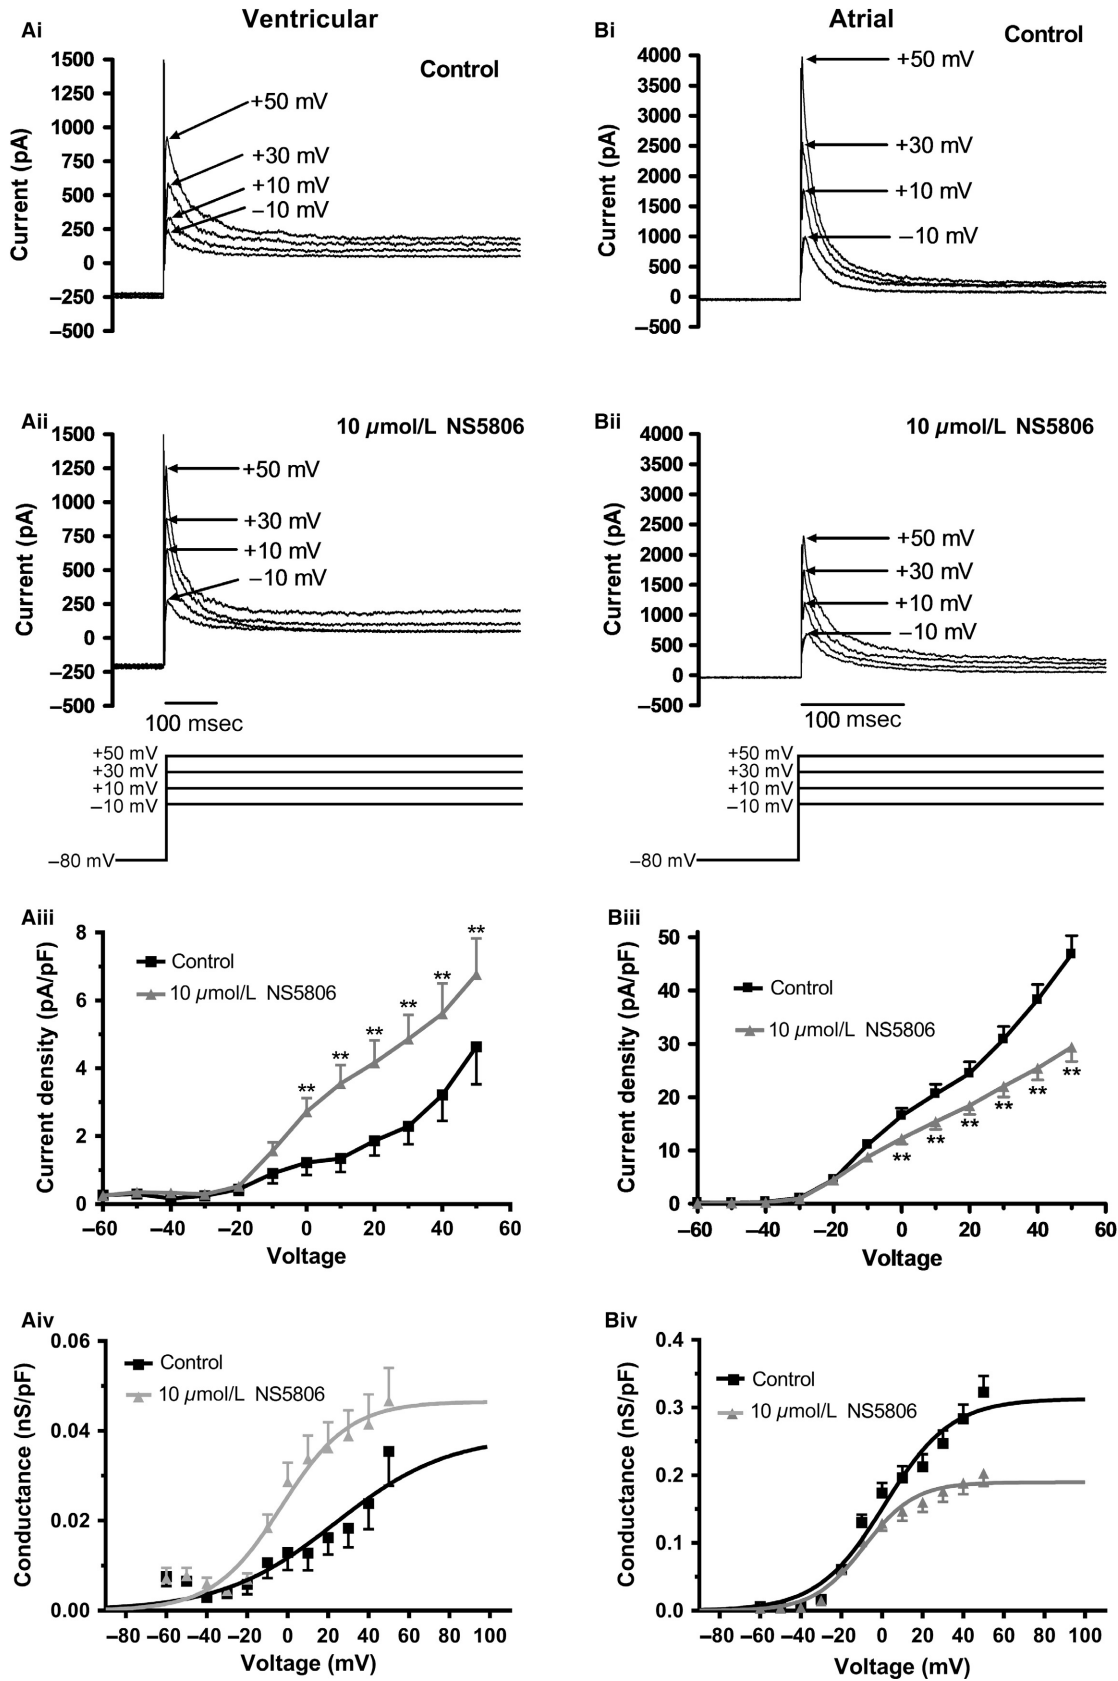 Ventricular
Atrial
Ai
Control
1500
1250
1000
750
500
250
0
–250
–500
Current (pA)
+50 mV
+30 mV
+10 mV
–10 mV
Bi
Control
4000
3500
3000
2500
2000
1500
1000
500
0
–500
Current (pA)
+50 mV
+30 mV
+10 mV
–10 mV
Aii
10 µmol/L NS5806
1500
1250
1000
750
500
250
0
–250
–500
Current (pA)
+50 mV
+30 mV
+10 mV
–10 mV
100 msec
+50 mV
+30 mV
+10 mV
–10 mV
–80 mV
Bii
10 µmol/L NS5806
4000
3500
3000
2500
2000
1500
1000
500
0
–500
Current (pA)
+50 mV
+30 mV
+10 mV
–10 mV
100 msec
+50 mV
+30 mV
+10 mV
–10 mV
–80 mV
Aiii
8
6
4
2
0
Current density (pA/pF)
Control
10 µmol/L NS5806
**
**
**
**
**
**
–60 –40 –20 0 20 40 60
Voltage
Biii
50
40
30
20
10
0
Current density (pA/pF)
Control
10 µmol/L NS5806
**
**
**
**
**
**
–60 –40 –20 0 20 40 60
Voltage
Aiv
0.06
0.04
0.02
0.00
Conductance (nS/pF)
Control
10 µmol/L NS5806
–80 –60 –40 –20 0 20 40 60 80 100
Voltage (mV)
Biv
0.4
0.3
0.2
0.1
0.0
Conductance (nS/pF)
Control
10 µmol/L NS5806
–80 –60 –40 –20 0 20 40 60 80 100
Voltage (mV)